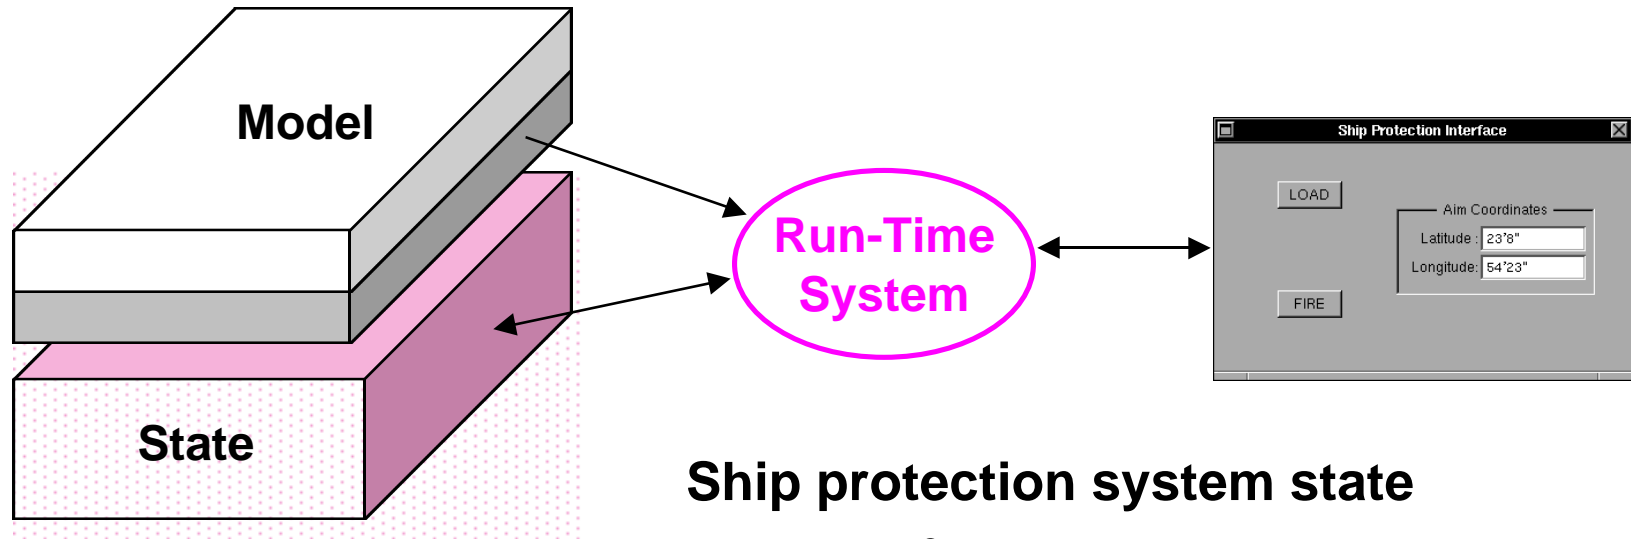 Model
State
Run-Time
System
Ship Protection Interface
LOAD
Aim Coordinates
Latitude : 23'8"
Longitude: 54'23"
FIRE
Ship protection system state